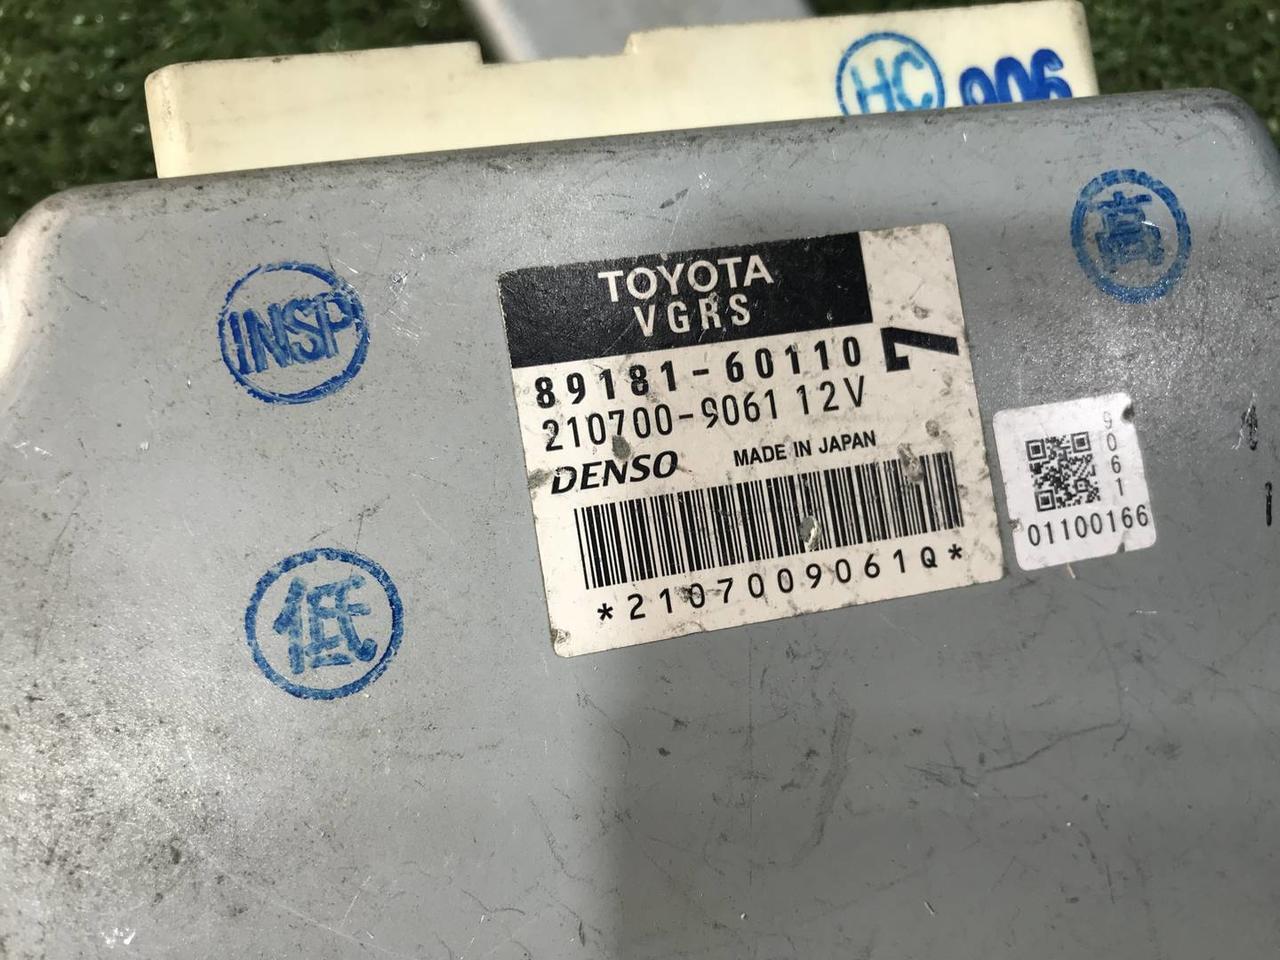 HC 906
高
INSP
TOYOTA
VGRS
89181-60110
7
210700-9061 12V
DENSO MADE IN JAPAN
*2107009061Q*
9061
01100166
低